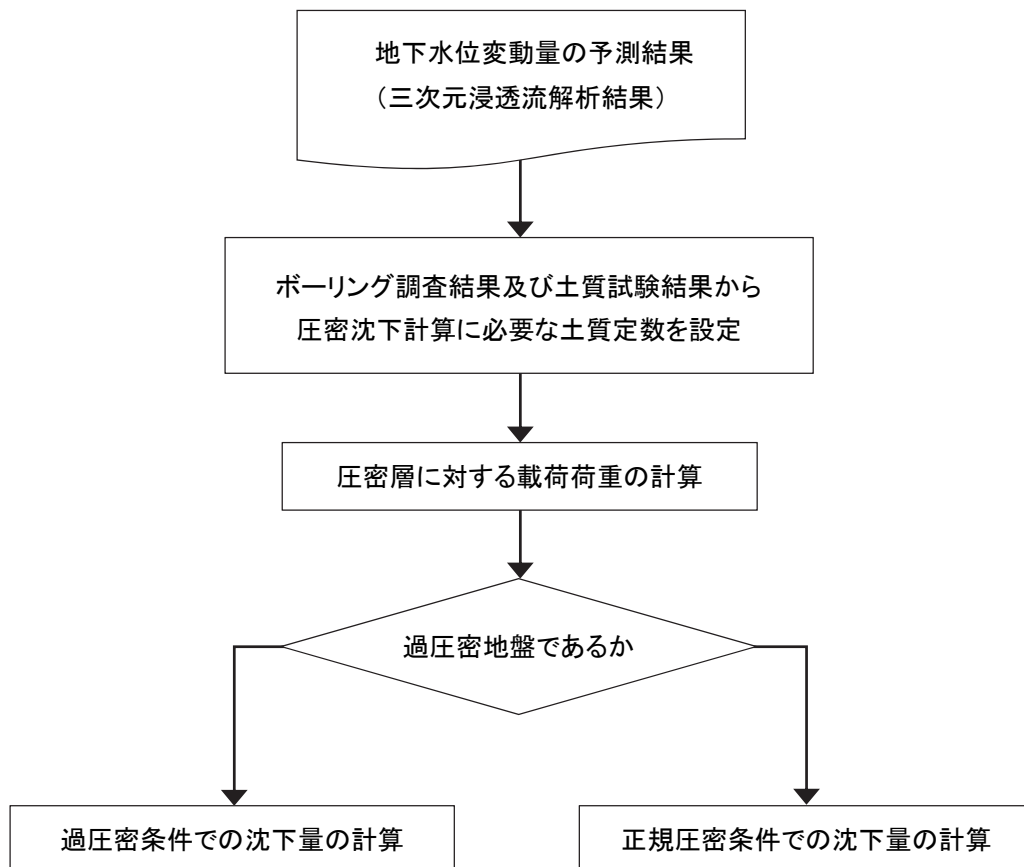 地下水位変動量の予測結果
（三次元浸透流解析結果）
ボーリング調査結果及び土質試験結果から
圧密沈下計算に必要な土質定数を設定
圧密層に対する載荷荷重の計算
過圧密地盤であるか
過圧密条件での沈下量の計算
正規圧密条件での沈下量の計算